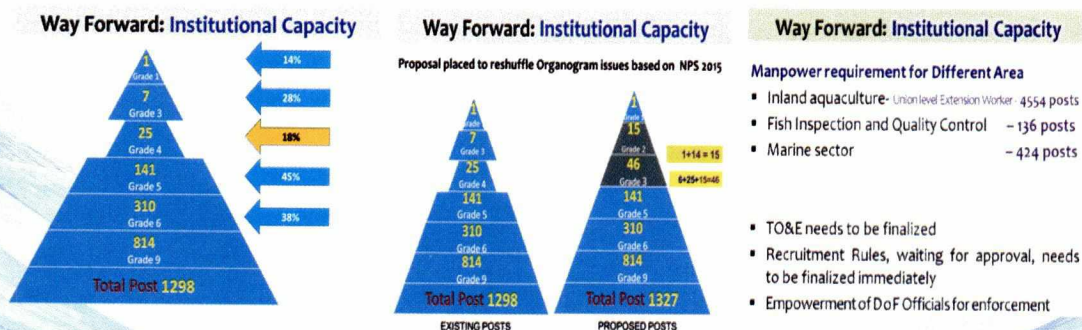 Way Forward: Institutional Capacity
1
Grade 1
7
Grade 3
25
Grade 4
141
Grade 5
310
Grade 6
814
Grade 9
Total Post 1298
14%
28%
18%
45%
38%
Way Forward: Institutional Capacity
Proposal placed to reshuffle Organogram issues based on NPS 2015
1
Grade
7
Grade 3
25
Grade 4
141
Grade 5
310
Grade 6
814
Grade 9
Total Post 1298
EXISTING POSTS
1
Grade 1
15
Grade 2
46
Grade 3
141
Grade 5
310
Grade 6
814
Grade 9
Total Post 1327
PROPOSED POSTS
1+14 = 15
6+25+15=46
Way Forward: Institutional Capacity
Manpower requirement for Different Area
▪ Inland aquaculture- Union level Extension Worker - 4554 posts
▪ Fish Inspection and Quality Control – 136 posts
▪ Marine sector – 424 posts
▪ TO&E needs to be finalized
▪ Recruitment Rules, waiting for approval, needs
to be finalized immediately
▪ Empowerment of DoF Officials for enforcement